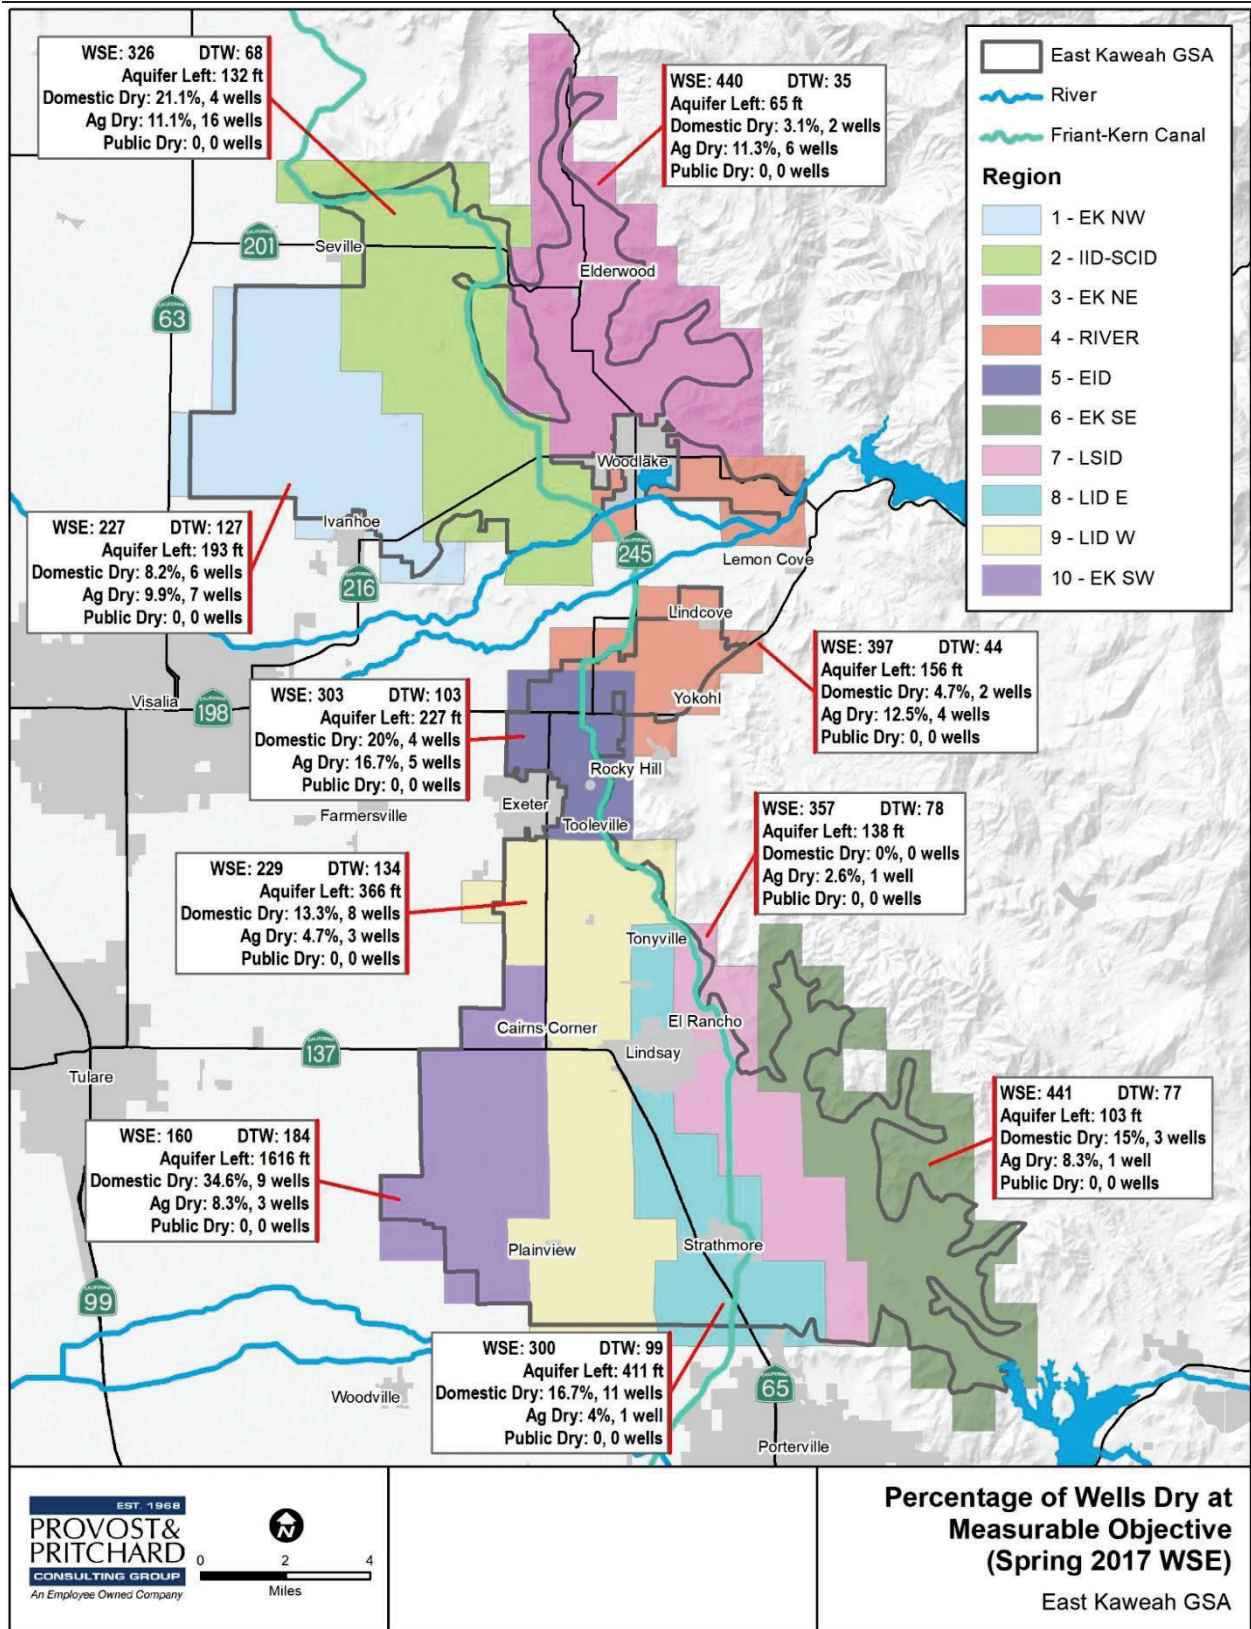 WSE: 326 DTW: 68
Aquifer Left: 132 ft
Domestic Dry: 21.1%, 4 wells
Ag Dry: 11.1%, 16 wells
Public Dry: 0, 0 wells
WSE: 440 DTW: 35
Aquifer Left: 65 ft
Domestic Dry: 3.1%, 2 wells
Ag Dry: 11.3%, 6 wells
Public Dry: 0, 0 wells
East Kaweah GSA
River
Friant-Kern Canal
Region
1 - EK NW
2 - IID-SCID
3 - EK NE
4 - RIVER
5 - EID
6 - EK SE
7 - LSID
8 - LID E
9 - LID W
10 - EK SW
CALIFORNIA
201
Seville
Elderwood
CALIFORNIA
63
Woodlake
WSE: 227 DTW: 127
Aquifer Left: 193 ft
Domestic Dry: 8.2%, 6 wells
Ag Dry: 9.9%, 7 wells
Public Dry: 0, 0 wells
Ivanhoe
CALIFORNIA
216
CALIFORNIA
245
Lemon Cove
Lindcove
WSE: 397 DTW: 44
Aquifer Left: 156 ft
Domestic Dry: 4.7%, 2 wells
Ag Dry: 12.5%, 4 wells
Public Dry: 0, 0 wells
Visalia
CALIFORNIA
198
WSE: 303 DTW: 103
Aquifer Left: 227 ft
Domestic Dry: 20%, 4 wells
Ag Dry: 16.7%, 5 wells
Public Dry: 0, 0 wells
Yokohl
Rocky Hill
Exeter
Farmersville
Tooleville
WSE: 357 DTW: 78
Aquifer Left: 138 ft
Domestic Dry: 0%, 0 wells
Ag Dry: 2.6%, 1 well
Public Dry: 0, 0 wells
WSE: 229 DTW: 134
Aquifer Left: 366 ft
Domestic Dry: 13.3%, 8 wells
Ag Dry: 4.7%, 3 wells
Public Dry: 0, 0 wells
Tonyville
Cairns Corner
El Rancho
CALIFORNIA
137
Lindsay
Tulare
WSE: 441 DTW: 77
Aquifer Left: 103 ft
Domestic Dry: 15%, 3 wells
Ag Dry: 8.3%, 1 well
Public Dry: 0, 0 wells
WSE: 160 DTW: 184
Aquifer Left: 1616 ft
Domestic Dry: 34.6%, 9 wells
Ag Dry: 8.3%, 3 wells
Public Dry: 0, 0 wells
Plainview
Strathmore
CALIFORNIA
99
WSE: 300 DTW: 99
Aquifer Left: 411 ft
Domestic Dry: 16.7%, 11 wells
Ag Dry: 4%, 1 well
Public Dry: 0, 0 wells
Woodville
CALIFORNIA
65
Porterville
EST. 1968
PROVOST&
PRITCHARD
CONSULTING GROUP
An Employee Owned Company
N
0 2 4
Miles
Percentage of Wells Dry at
Measurable Objective
(Spring 2017 WSE)
East Kaweah GSA